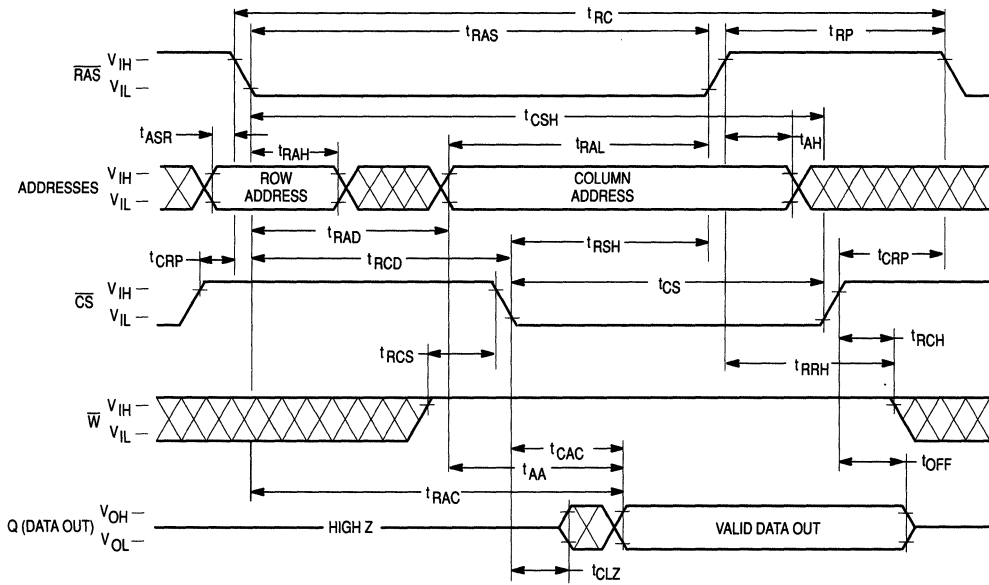 tRC
tRAS
tRP
RAS
VIH
VIL
tCSH
tASR
tRAH
tRAL
tAH
ADDRESSES
VIH
VIL
ROW
ADDRESS
COLUMN
ADDRESS
tRAD
tRSH
tCRP
tRCD
tCRP
CS
VIH
VIL
tCS
tRCS
tRCH
tRRH
W
VIH
VIL
tCAC
tAA
tOFF
tRAC
Q (DATA OUT)
VOH
VOL
HIGH Z
VALID DATA OUT
tCLZ